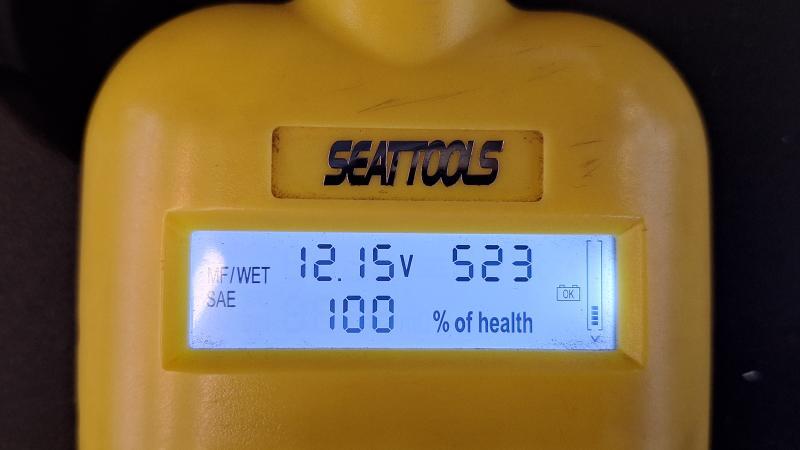 SEATTOOLS
MF/WET 12.15V 523
SAE 100 % of health
OK